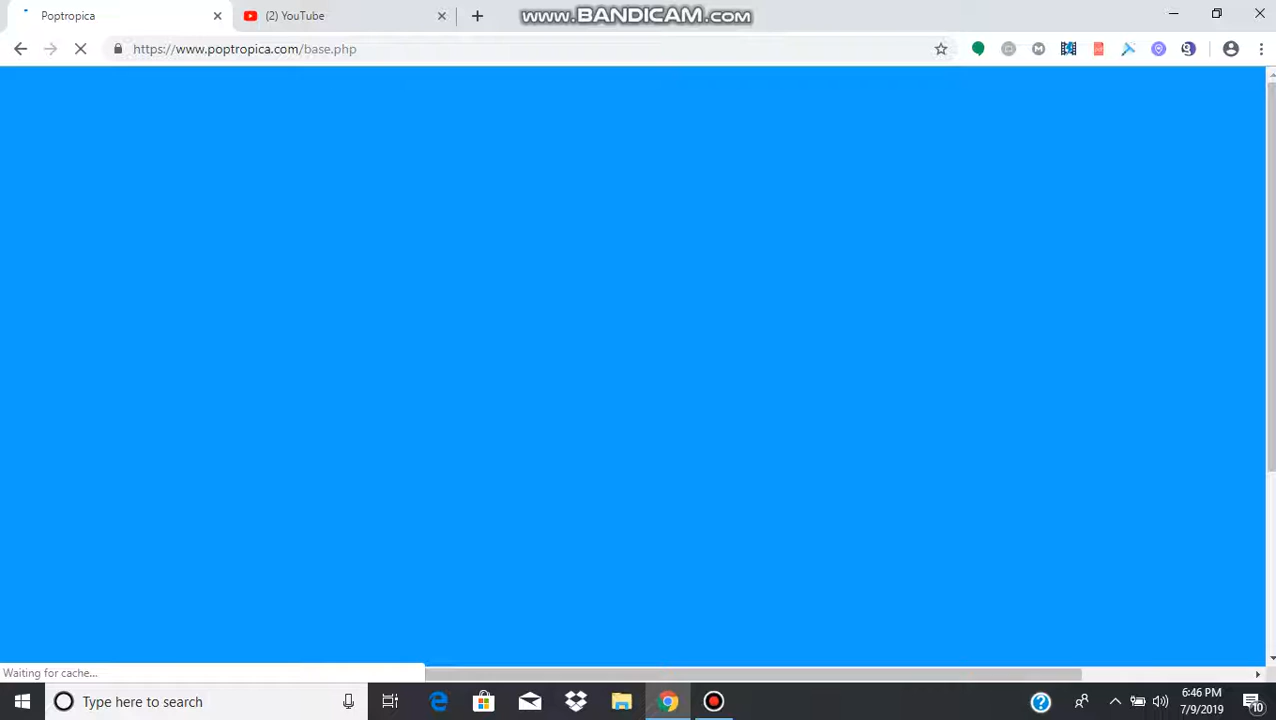 Poptropica
(2) YouTube
www.BANDICAM.com
https://www.poptropica.com/base.php
Waiting for cache...
Type here to search
6:46 PM
7/9/2019
10